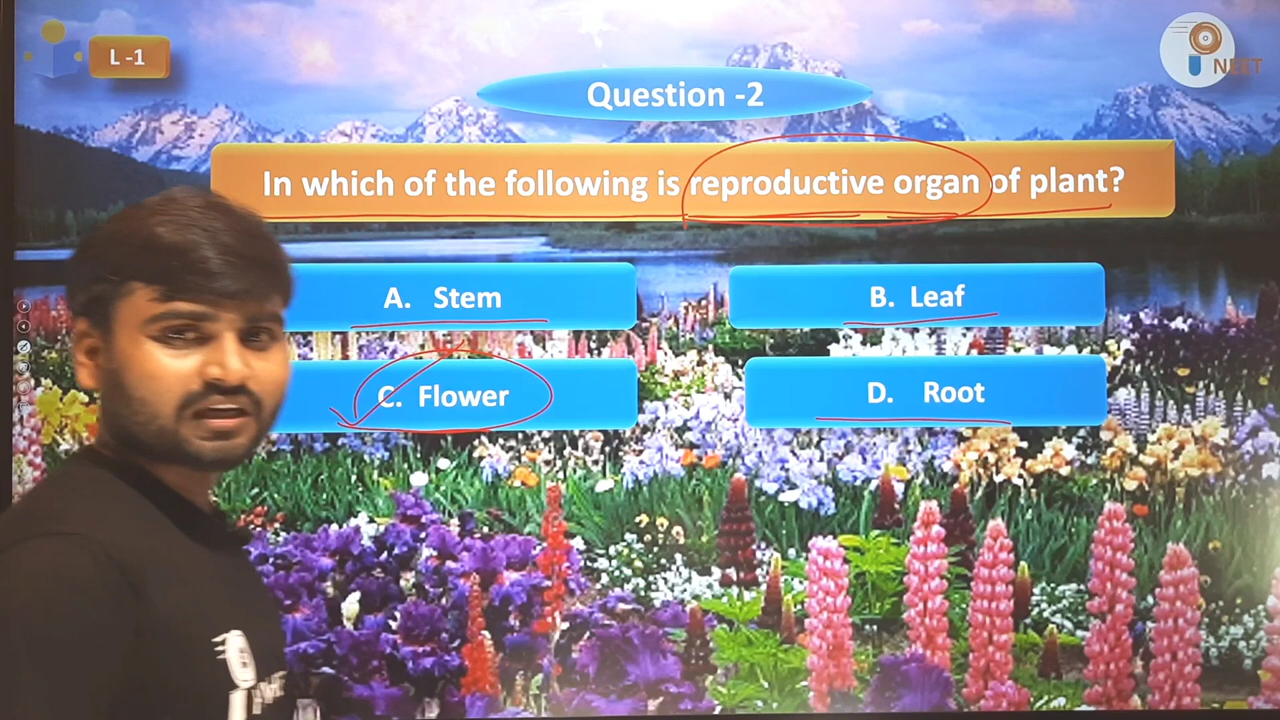 L -1
NEET
Question -2
In which of the following is reproductive organ of plant?
A. Stem
B. Leaf
C. Flower
D. Root